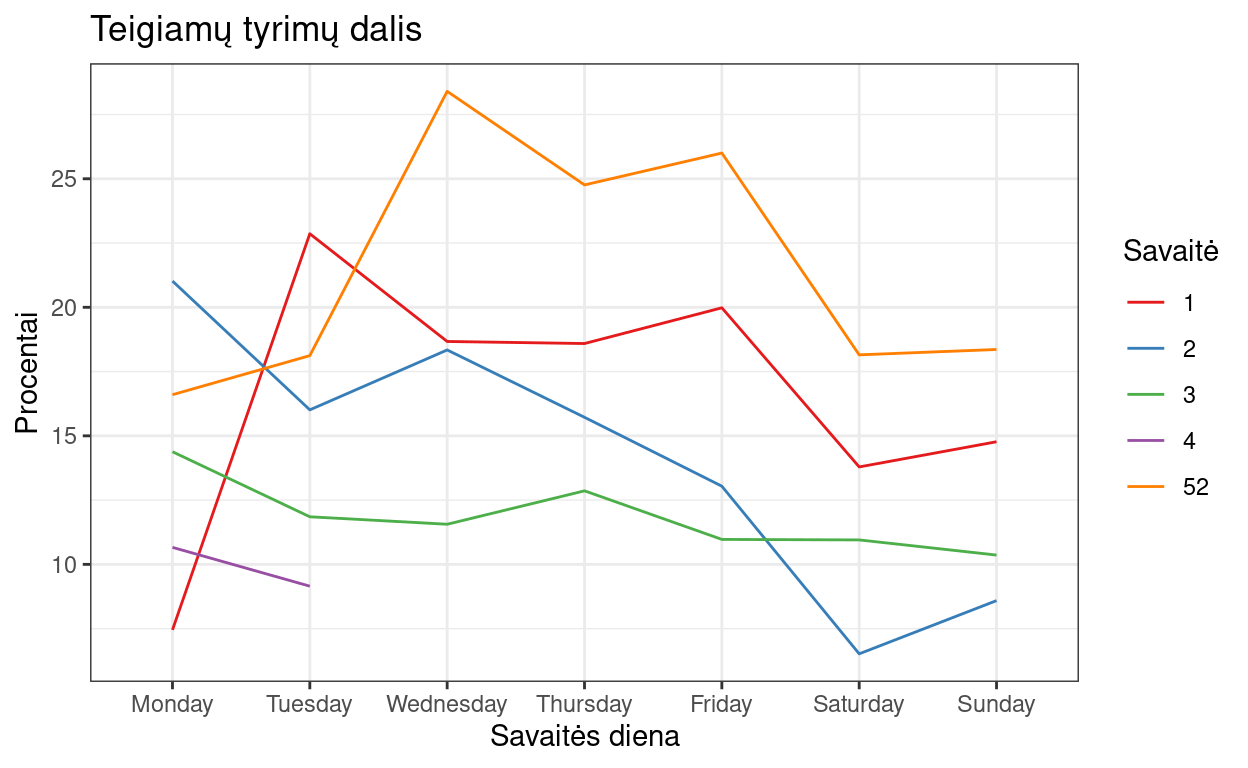 Teigiamų tyrimų dalis
Procentai
25
20
15
10
Monday Tuesday Wednesday Thursday Friday Saturday Sunday
Savaitės diena
Savaitė
1
2
3
4
52